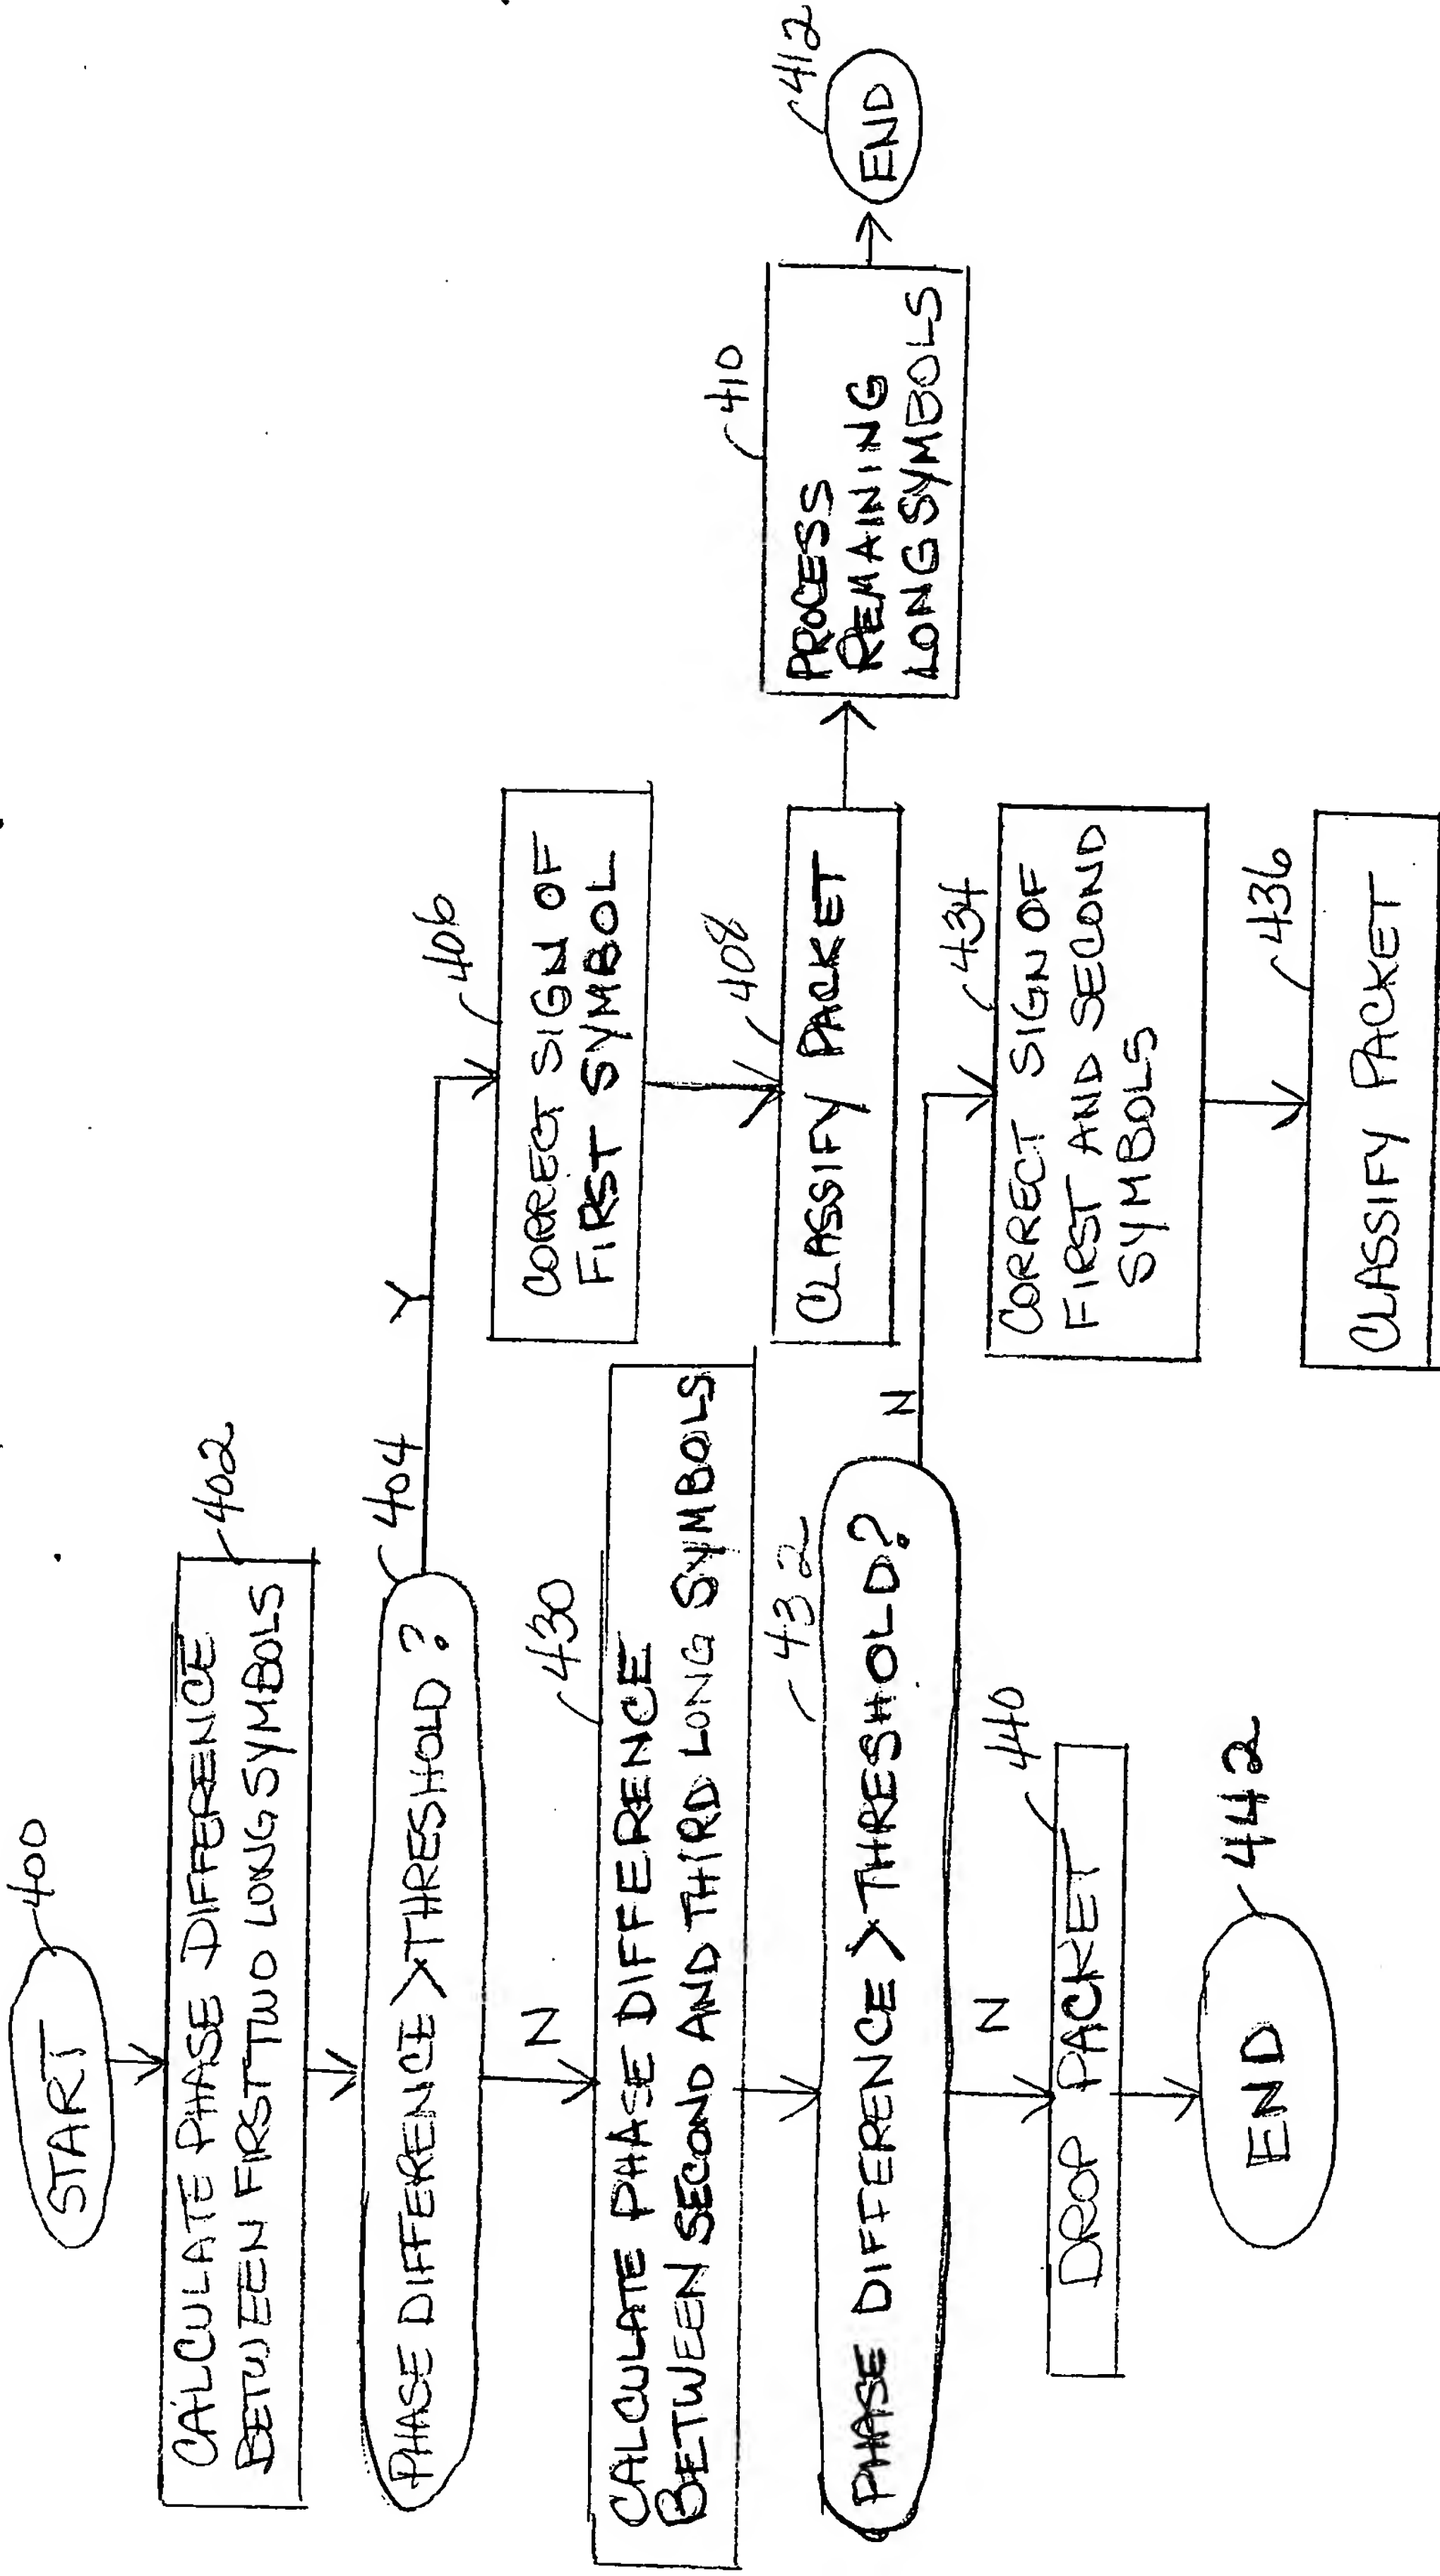 START
400
CALCULATE PHASE DIFFERENCE
BETWEEN FIRST TWO LONG SYMBOLS
402
PHASE DIFFERENCE > THRESHOLD?
404
Y
CORRECT SIGN OF
FIRST SYMBOL
406
CLASSIFY PACKET
408
PROCESS
REMAINING
LONG SYMBOLS
410
END
412
N
CALCULATE PHASE DIFFERENCE
BETWEEN SECOND AND THIRD LONG SYMBOLS
430
PHASE DIFFERENCE > THRESHOLD?
432
N
CORRECT SIGN OF
FIRST AND SECOND
SYMBOLS
434
CLASSIFY PACKET
436
N
DROP PACKET
440
END
442